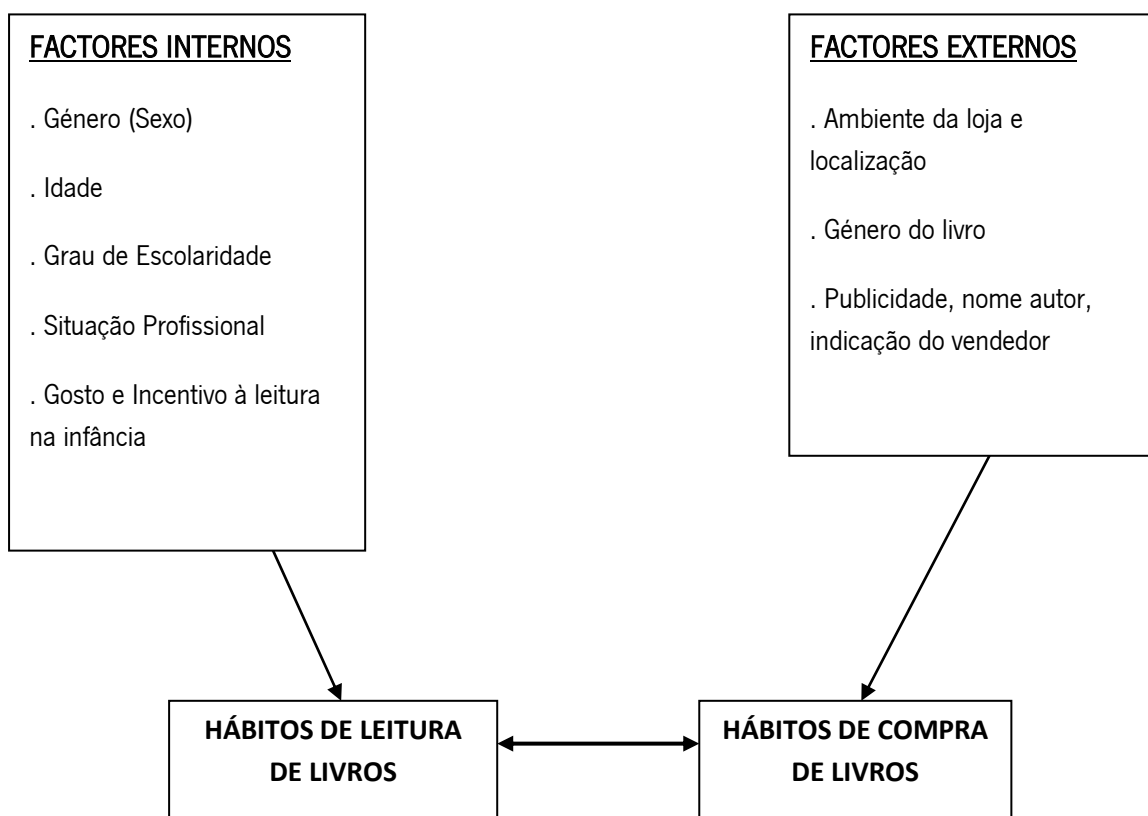 FACTORES INTERNOS
. Género (Sexo)
. Idade
. Grau de Escolaridade
. Situação Profissional
. Gosto e Incentivo à leitura
na infância
FACTORES EXTERNOS
. Ambiente da loja e
localização
. Género do livro
. Publicidade, nome autor,
indicação do vendedor
HÁBITOS DE LEITURA
DE LIVROS
HÁBITOS DE COMPRA
DE LIVROS